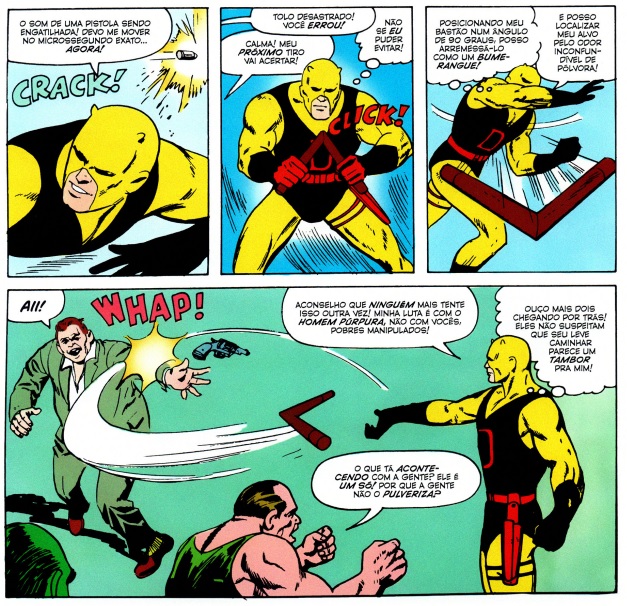 O SOM DE UMA PISTOLA SENDO
ENGATILHADA! DEVO ME MOVER
NO MICROSSEGUNDO EXATO...
AGORA!
CRACK!
TOLO DESASTRADO!
VOCÊ ERROU!
CALMA! MEU
PRÓXIMO TIRO
VAI ACERTAR!
NÃO
SE EU
PUDER
EVITAR!
CLICK!
POSICIONANDO MEU
BASTÃO NUM ÂNGULO
DE 90 GRAUS, POSSO
ARREMESSÁ-LO
COMO UM BUME-
RANGUE!
E POSSO
LOCALIZAR
MEU ALVO
PELO ODOR
INCONFUN-
DÍVEL DE
PÓLVORA!
D
AII!
WHAP!
ACONSELHO QUE NINGUÉM MAIS TENTE
ISSO OUTRA VEZ! MINHA LUTA É COM O
HOMEM PÚRPURA, NÃO COM VOCÊS,
POBRES MANIPULADOS!
OUÇO MAIS DOIS
CHEGANDO POR TRÁS!
ELES NÃO SUSPEITAM
QUE SEU LEVE
CAMINHAR
PARECE UM
TAMBOR
PRA MIM!
D
O QUE TÁ ACONTE-
CENDO COM A GENTE? ELE É
UM SÓ! POR QUE A GENTE
NÃO O PULVERIZA?